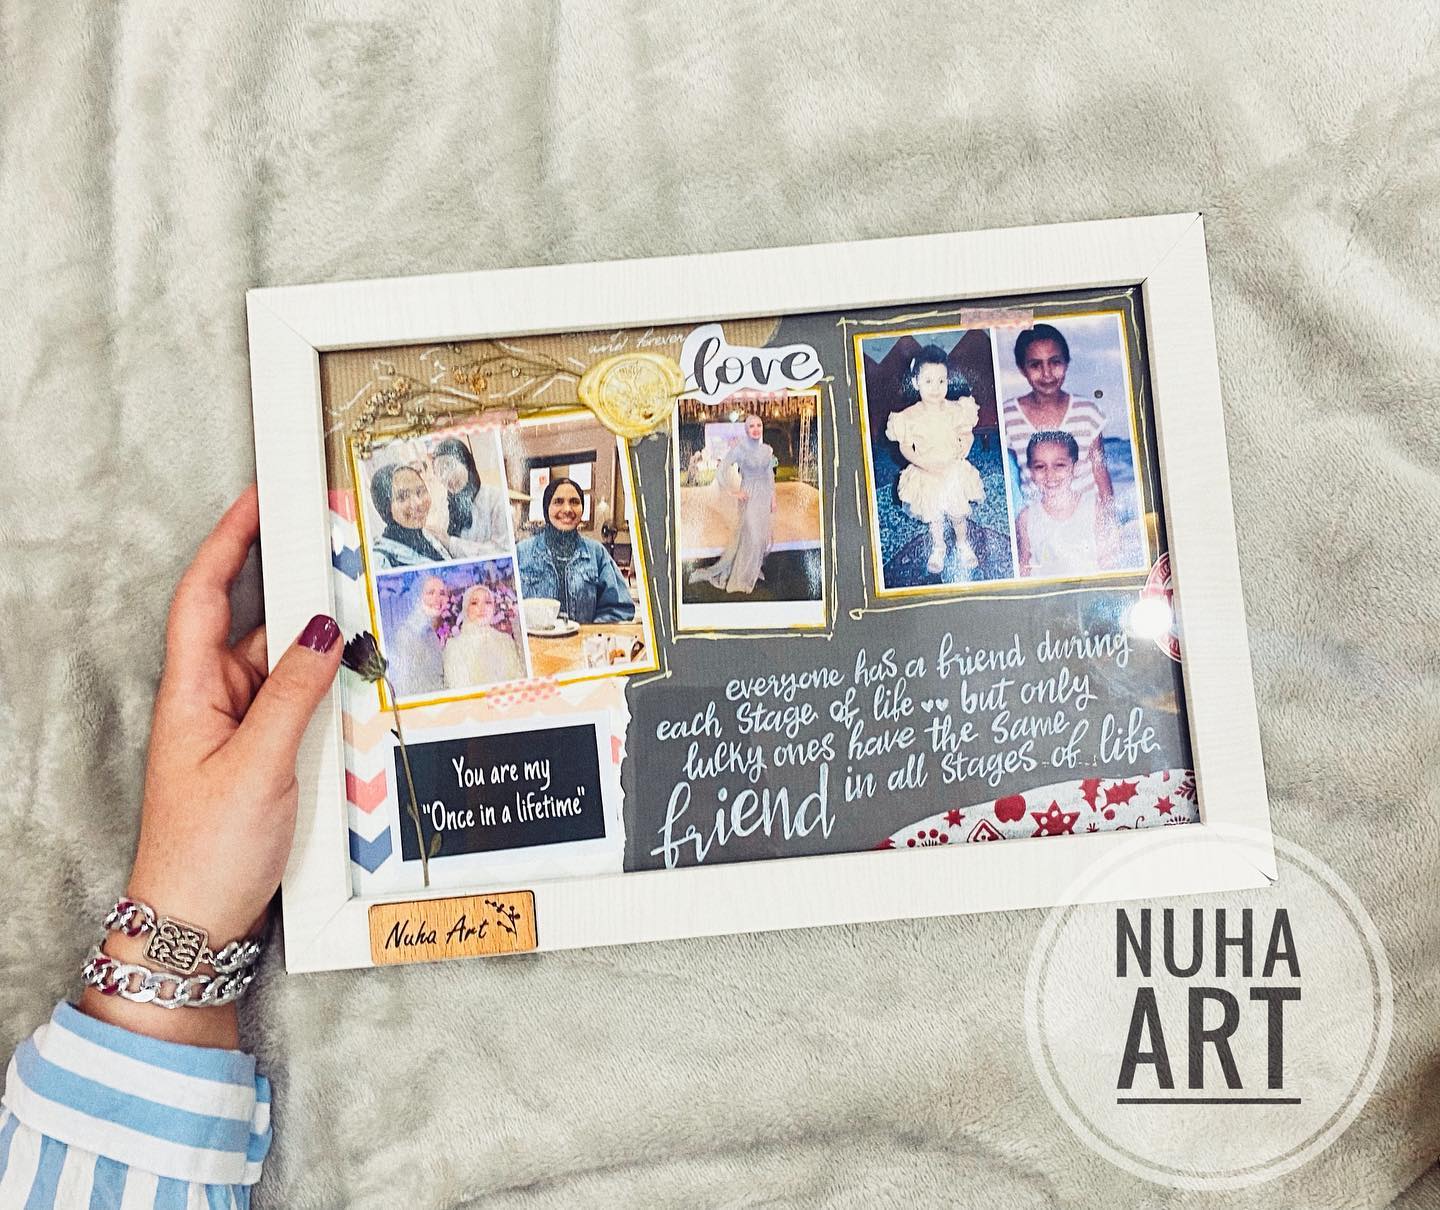 and forever
love
everyone has a friend during
each stage of life but only
lucky ones have the same
friend in all stages of life
You are my
"Once in a lifetime"
Nuha Art
NUHA
ART